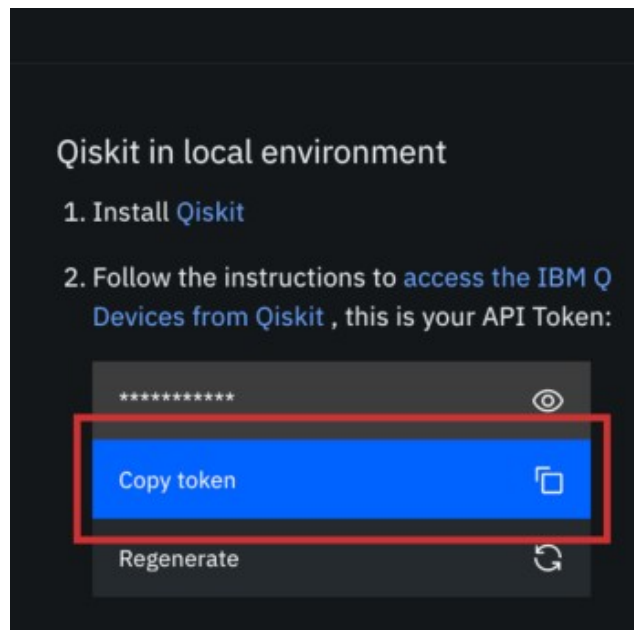 Qiskit in local environment
1. Install Qiskit
2. Follow the instructions to access the IBM Q
Devices from Qiskit , this is your API Token:
***********
Copy token
Regenerate